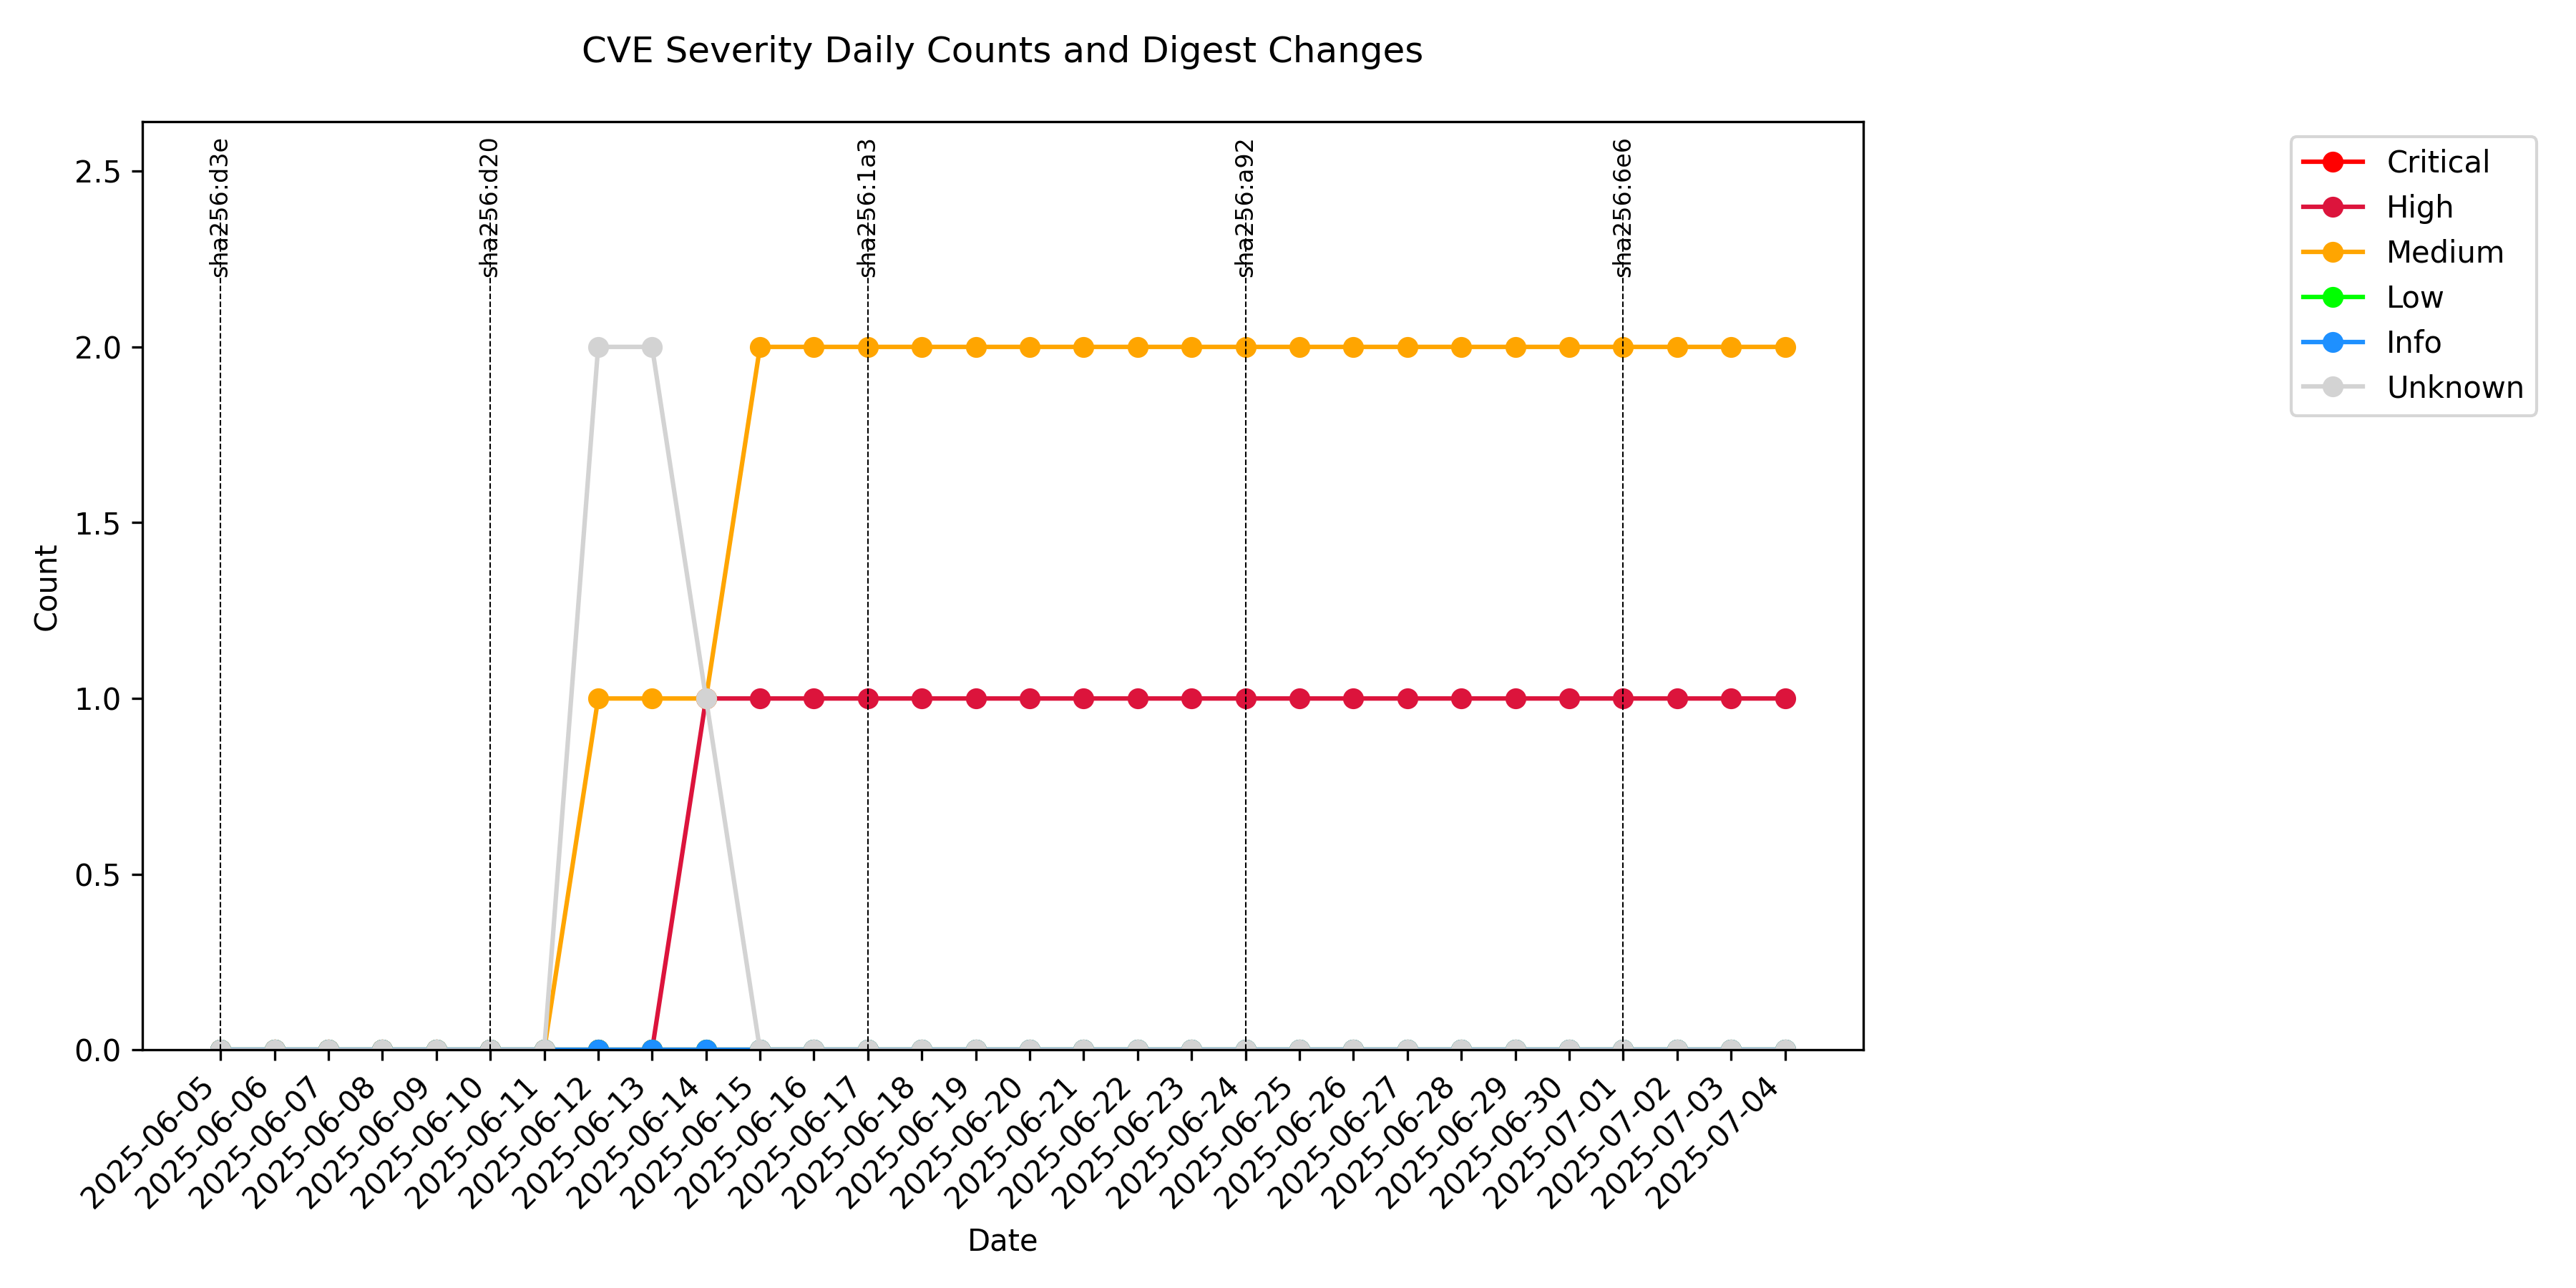 CVE Severity Daily Counts and Digest Changes
sha256:d3e
sha256:d20
sha256:1a3
sha256:a92
sha256:6e6
Critical
High
Medium
Low
Info
Unknown
2.5
2.0
1.5
1.0
0.5
0.0
Count
2025-06-05
2025-06-06
2025-06-07
2025-06-08
2025-06-09
2025-06-10
2025-06-11
2025-06-12
2025-06-13
2025-06-14
2025-06-15
2025-06-16
2025-06-17
2025-06-18
2025-06-19
2025-06-20
2025-06-21
2025-06-22
2025-06-23
2025-06-24
2025-06-25
2025-06-26
2025-06-27
2025-06-28
2025-06-29
2025-06-30
2025-07-01
2025-07-02
2025-07-03
2025-07-04
Date